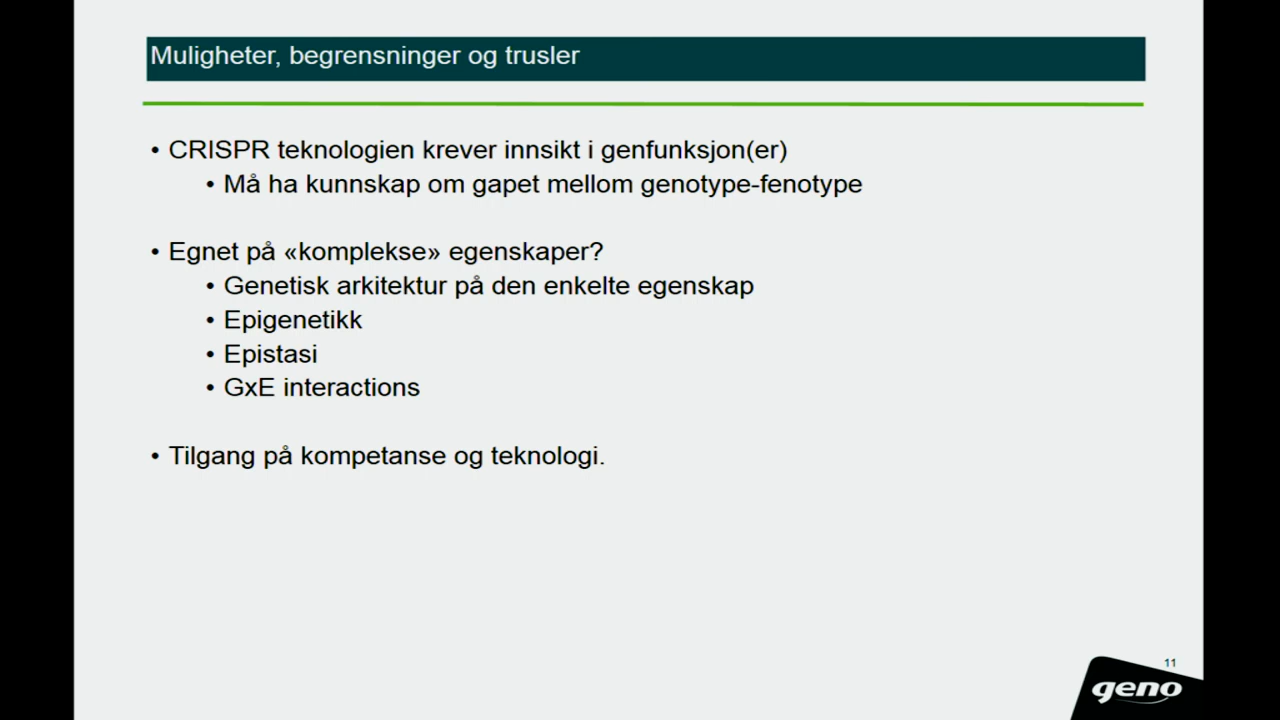 Muligheter, begrensninger og trusler
• CRISPR teknologien krever innsikt i genfunksjon(er)
• Må ha kunnskap om gapet mellom genotype-fenotype
• Egnet på «komplekse» egenskaper?
• Genetisk arkitektur på den enkelte egenskap
• Epigenetikk
• Epistasi
• GxE interactions
• Tilgang på kompetanse og teknologi.
11
geno